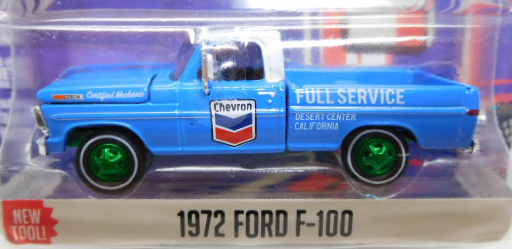 Certified Mechanic
Chevron
FULL SERVICE
DESERT CENTER
CALIFORNIA
NEW
TOOL!
1972 FORD F-100